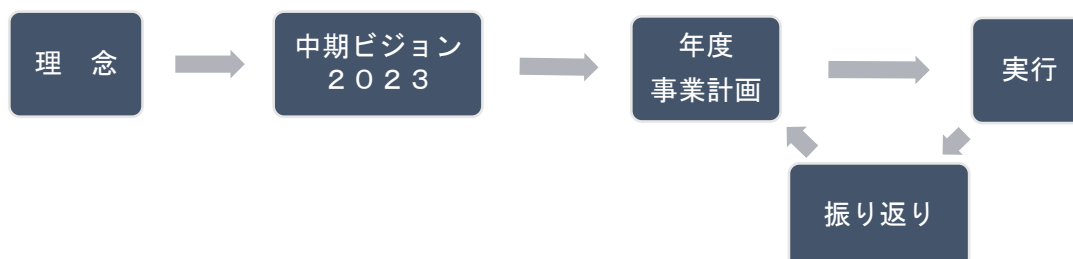 理　念
中期ビジョン
２０２３
年度
事業計画
実行
振り返り